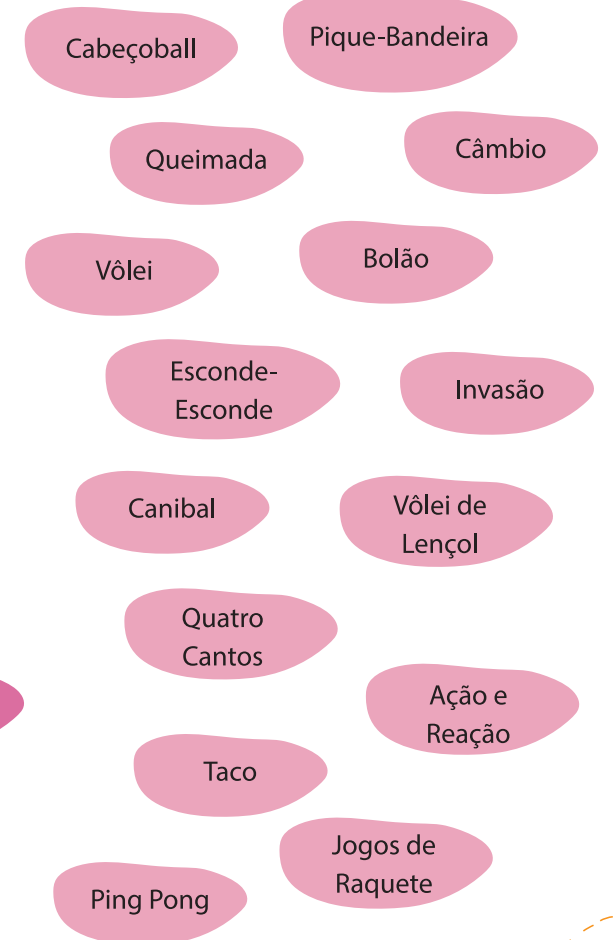 Cabeçoball
Pique-Bandeira
Queimada
Câmbio
Vôlei
Bolão
Esconde-
Esconde
Invasão
Canibal
Vôlei de
Lençol
Quatro
Cantos
Ação e
Reação
Taco
Jogos de
Raquete
Ping Pong